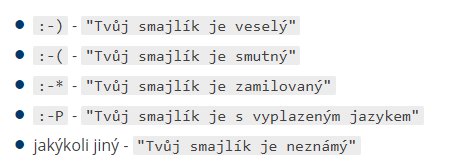 • :-) - "Tvůj smajlík je veselý"
• :-( - "Tvůj smajlík je smutný"
• :-* - "Tvůj smajlík je zamilovaný"
• :-P - "Tvůj smajlík je s vyplazeným jazykem"
• jakýkoli jiný - "Tvůj smajlík je neznámý"